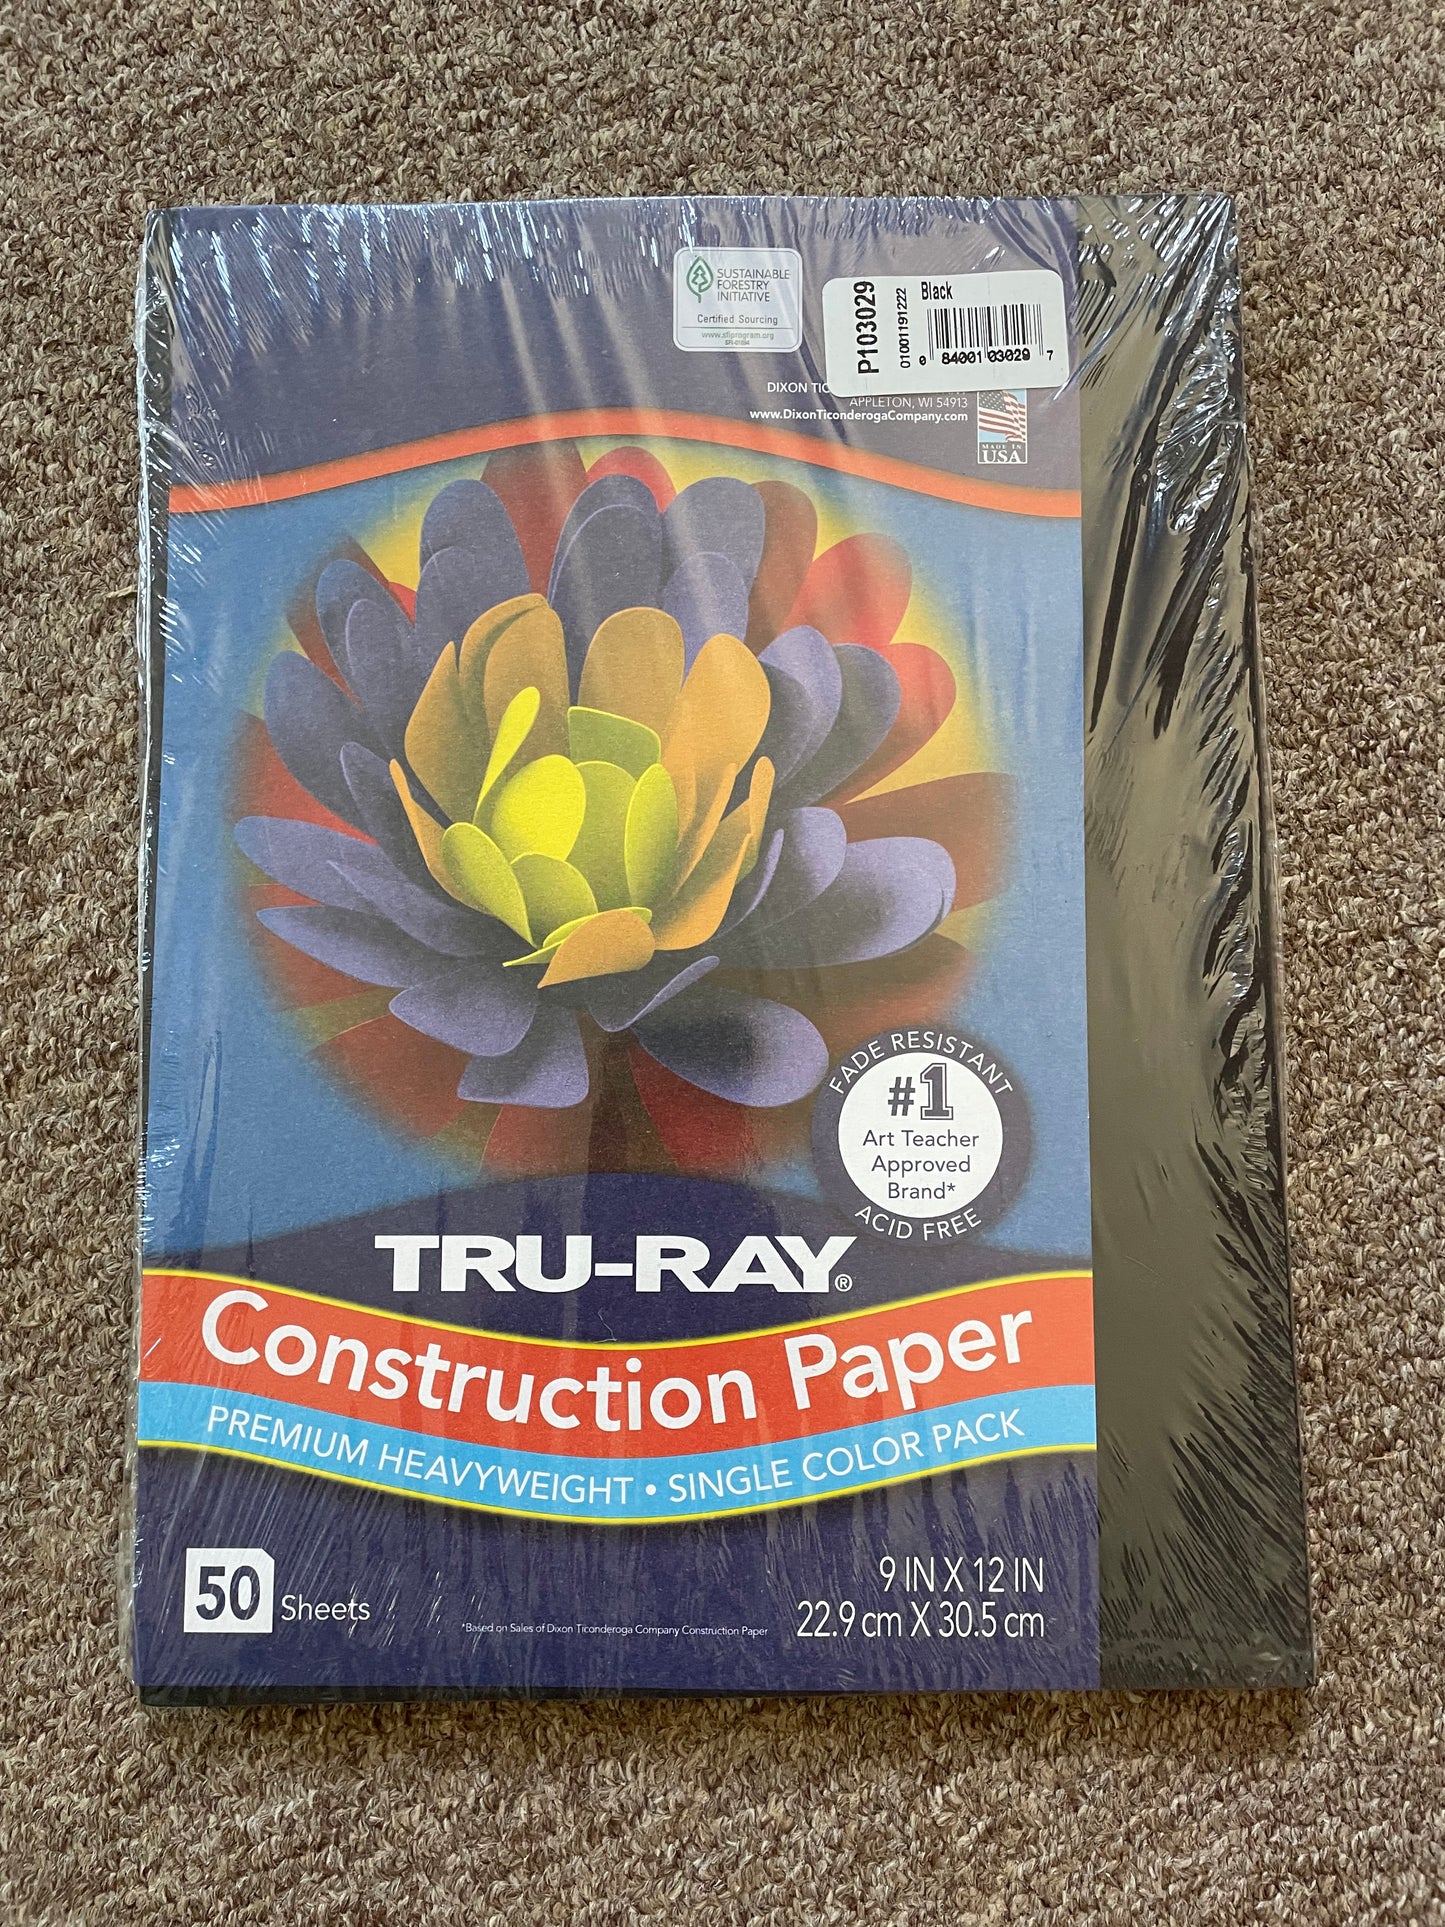 SUSTAINABLE
FORESTRY
INITIATIVE
Certified Sourcing
www.sfiprogram.org
P103029
01001191222
Black
0 84001 03029 7
DIXON TIC
APPLETON, WI 54913
www.DixonTiconderogaCompany.com
MADE IN
USA
FADE RESISTANT
#1
Art Teacher
Approved
Brand*
ACID FREE
TRU-RAY®
Construction Paper
PREMIUM HEAVYWEIGHT • SINGLE COLOR PACK
50 Sheets
*Based on Sales of Dixon Ticonderoga Company Construction Paper
9 IN X 12 IN
22.9 cm X 30.5 cm